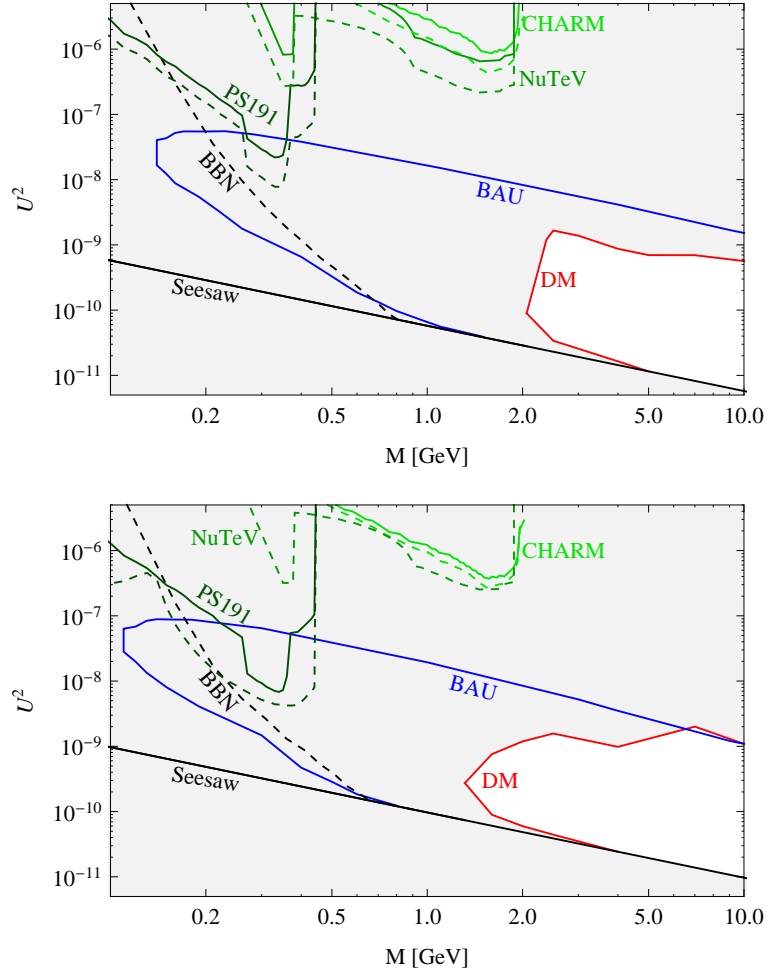 10⁻⁶
10⁻⁷
10⁻⁸
10⁻⁹
10⁻¹⁰
10⁻¹¹
U²
CHARM
NuTeV
PS191
BBN
BAU
DM
Seesaw
0.2 0.5 1.0 2.0 5.0 10.0
M [GeV]
10⁻⁶
10⁻⁷
10⁻⁸
10⁻⁹
10⁻¹⁰
10⁻¹¹
U²
NuTeV
CHARM
PS191
BBN
BAU
Seesaw
DM
0.2 0.5 1.0 2.0 5.0 10.0
M [GeV]